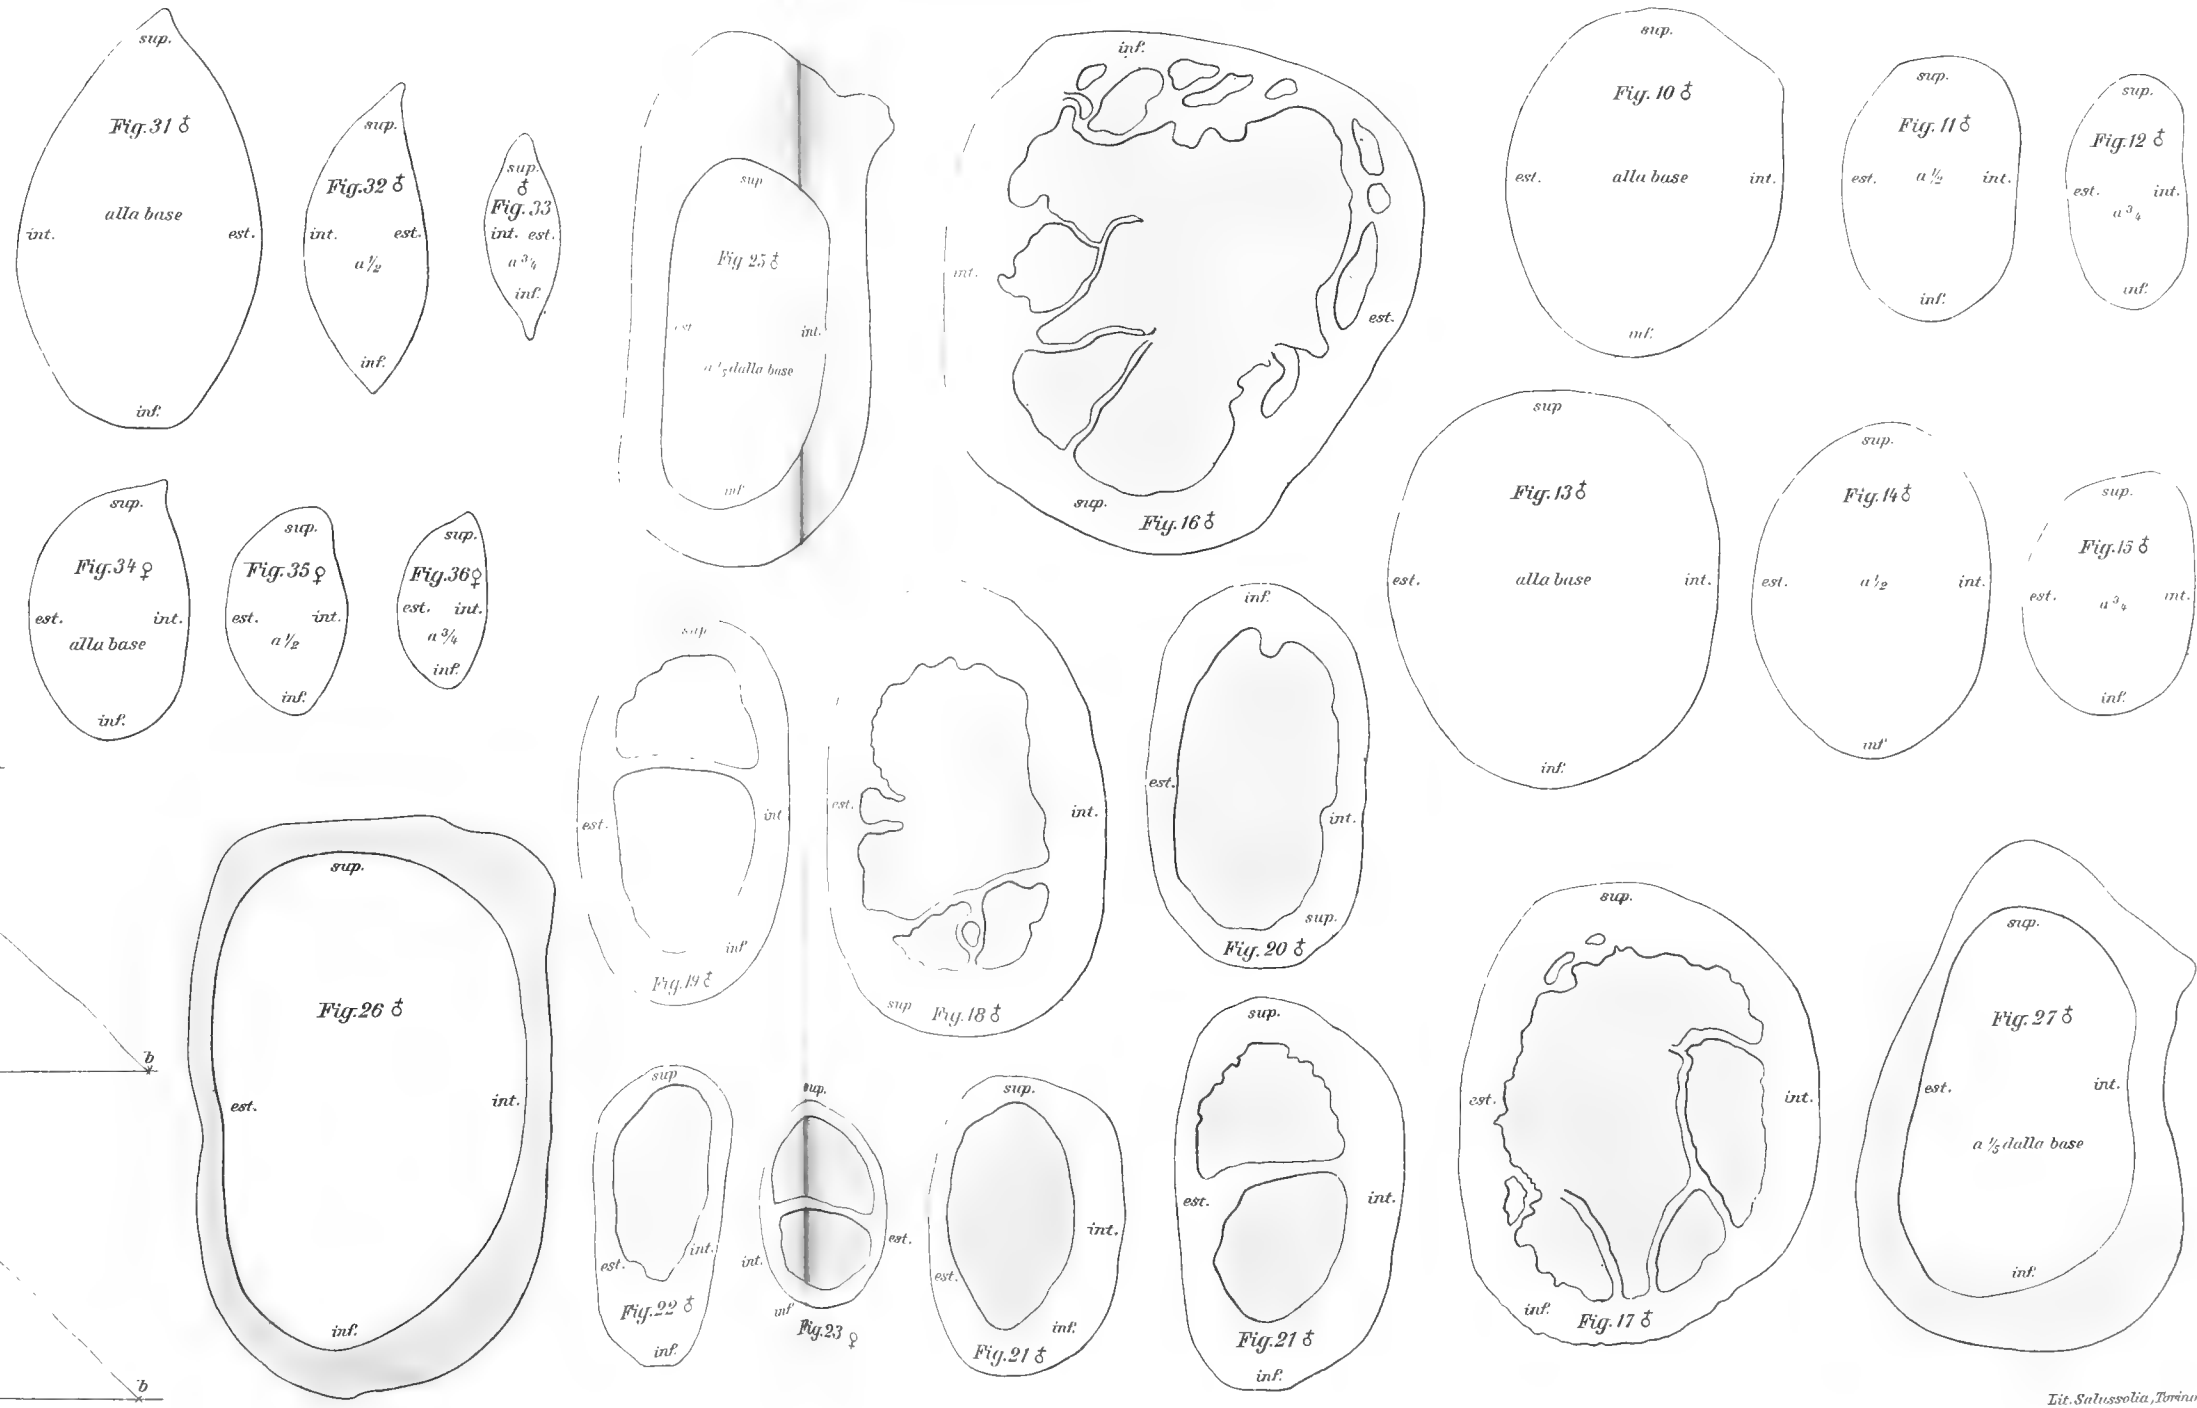 sup.
Fig. 31 ♂
alla base
int. est.
inf.
sup.
Fig. 32 ♂
int. est.
a ½
inf.
sup.
♂
Fig. 33
int. est.
a ¾
inf.
sup
Fig 25 ♂
est. int.
a ⅕ dalla base
inf
inf.
int.
est.
sup.
Fig. 16 ♂
sup.
Fig. 10 ♂
est. alla base int.
inf.
sup.
Fig. 11 ♂
est. a ½ int.
inf.
sup.
Fig. 12 ♂
est. int.
a ¾
inf.
sup.
Fig. 34 ♀
est. int.
alla base
inf.
sup.
Fig. 35 ♀
est. int.
a ½
inf.
sup.
Fig. 36 ♀
est. int.
a ¾
inf.
sup
Fig. 13 ♂
est. alla base int.
inf.
sup.
Fig. 14 ♂
est. a ½ int.
inf
sup.
Fig. 15 ♂
est. a ¾ int.
inf.
sup
est. int
inf
Fig. 19 ♂
est. int.
sup Fig. 18 ♂
inf.
est.
int.
sup.
Fig. 20 ♂
b
b
sup.
Fig. 26 ♂
est. int.
inf.
sup
est. int.
Fig. 22 ♂
inf.
sup.
int. est.
inf
Fig. 23 ♀
sup.
int.
est.
inf.
Fig. 21 ♂
sup.
est. int.
Fig. 21 ♂
inf.
sup.
est. int.
inf. Fig. 17 ♂
sup.
Fig. 27 ♂
est. int.
a ⅕ dalla base
inf.
Lit. Salussolia, Torino